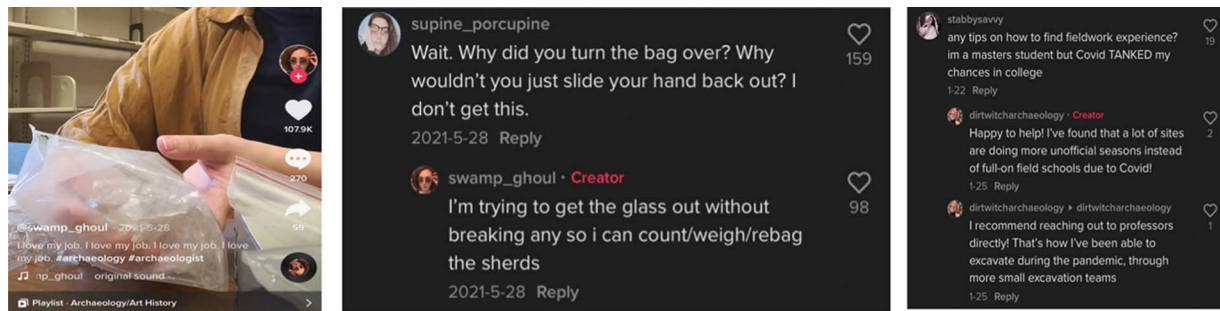 107.9K
270
59
@swamp_ghoul · 2021-5-28
I love my job. I love my job. I love my job. I love
my job. #archaeology #archaeologist
np_ghoul original sound
Playlist · Archaeology/Art History
supine_porcupine
Wait. Why did you turn the bag over? Why
wouldn't you just slide your hand back out? I
don't get this.
159
2021-5-28 Reply
swamp_ghoul · Creator
I'm trying to get the glass out without
breaking any so i can count/weigh/rebag
the sherds
98
2021-5-28 Reply
stabbysavvy
any tips on how to find fieldwork experience?
im a masters student but Covid TANKED my
chances in college
19
1-22 Reply
dirtwitcharchaeology · Creator
Happy to help! I've found that a lot of sites
are doing more unofficial seasons instead
of full-on field schools due to Covid!
2
1-25 Reply
dirtwitcharchaeology ▸ dirtwitcharchaeology
I recommend reaching out to professors
directly! That's how I've been able to
excavate during the pandemic, through
more small excavation teams
1
1-25 Reply